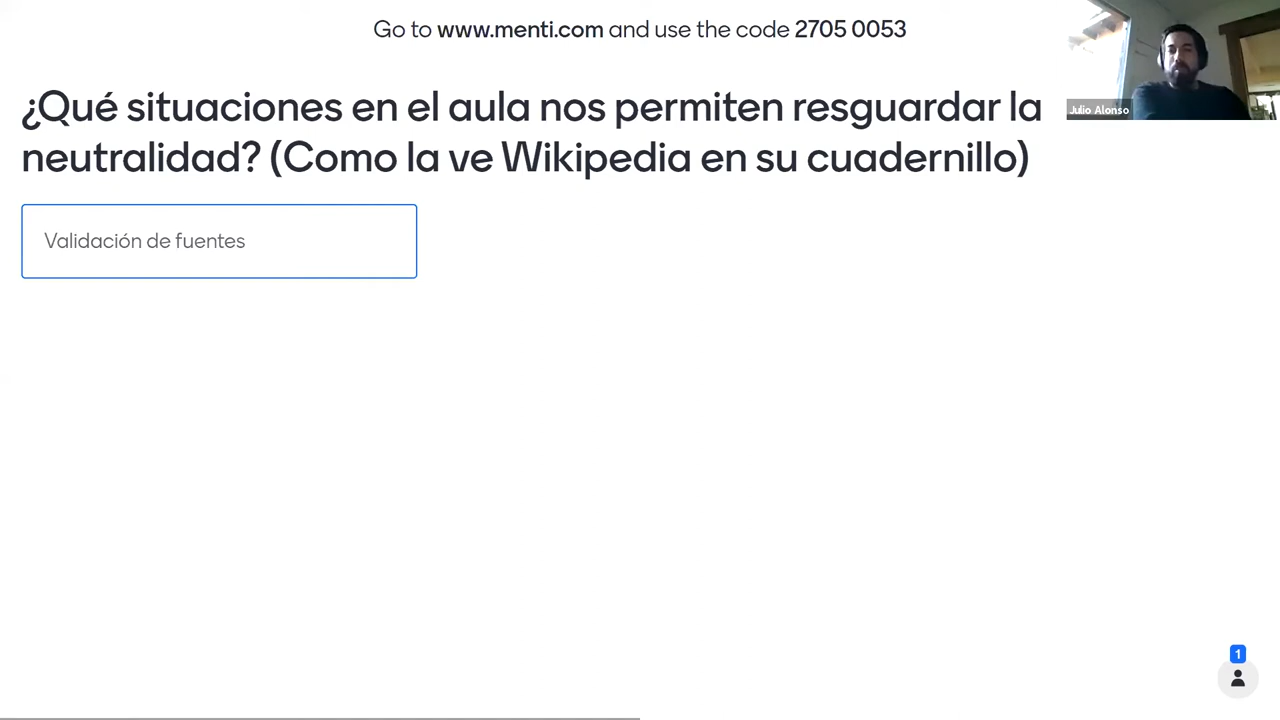 Go to www.menti.com and use the code 2705 0053
Julio Alonso
¿Qué situaciones en el aula nos permiten resguardar la
neutralidad? (Como la ve Wikipedia en su cuadernillo)
Validación de fuentes
1